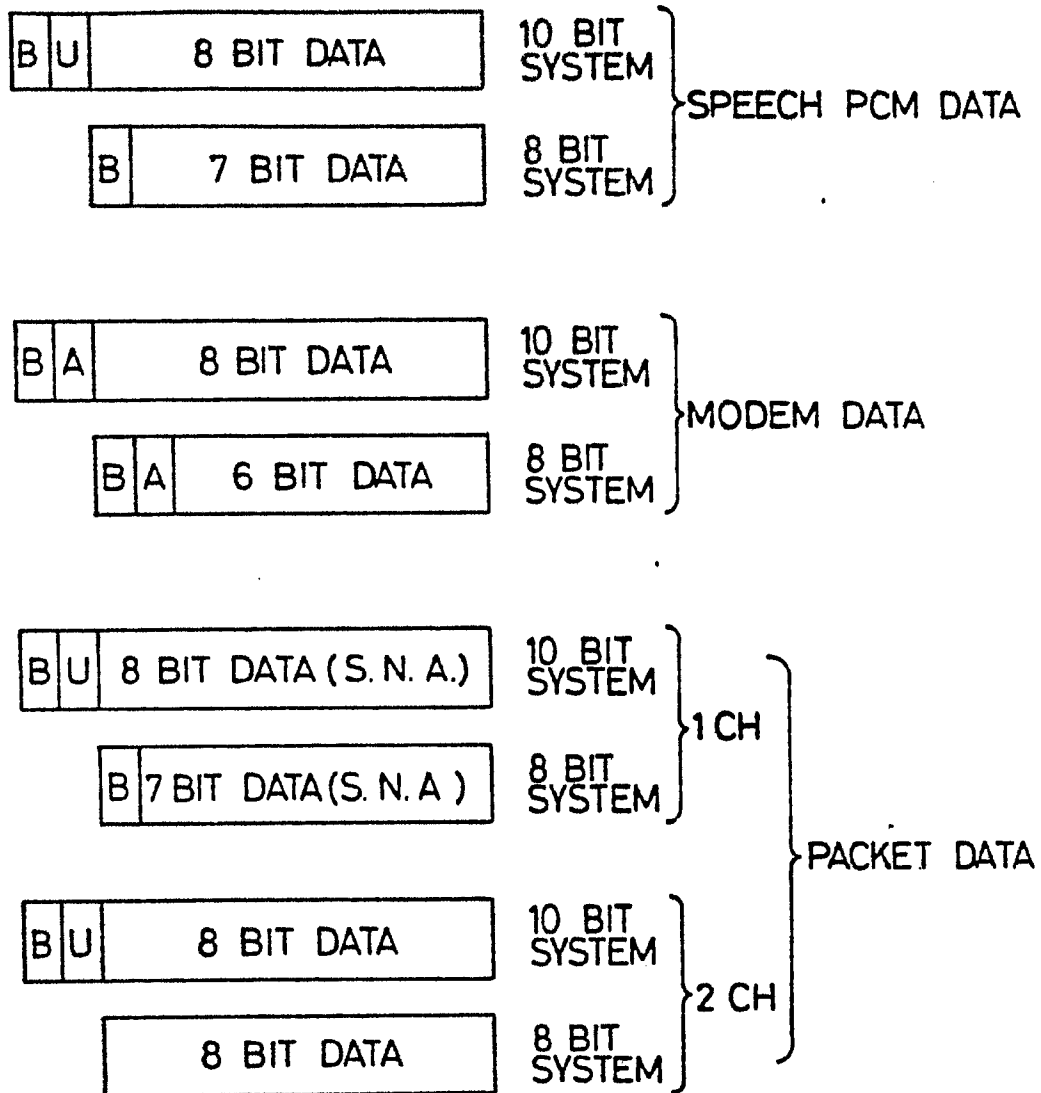 B U 8 BIT DATA 10 BIT
SYSTEM
SPEECH PCM DATA
B 7 BIT DATA 8 BIT
SYSTEM
B A 8 BIT DATA 10 BIT
SYSTEM
MODEM DATA
B A 6 BIT DATA 8 BIT
SYSTEM
B U 8 BIT DATA (S. N. A.) 10 BIT
SYSTEM
1 CH
B 7 BIT DATA (S. N. A ) 8 BIT
SYSTEM
PACKET DATA
B U 8 BIT DATA 10 BIT
SYSTEM
2 CH
8 BIT DATA 8 BIT
SYSTEM